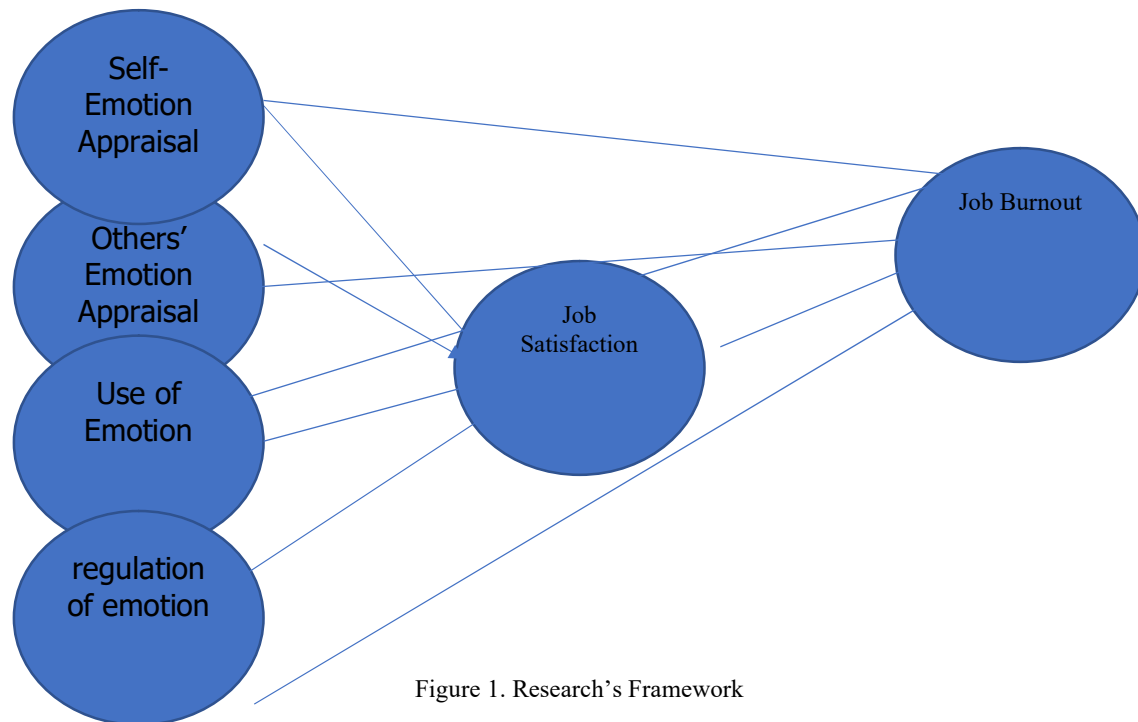 Self-
Emotion
Appraisal
Others’
Emotion
Appraisal
Use of
Emotion
regulation
of emotion
Job
Satisfaction
Job Burnout
Figure 1. Research’s Framework